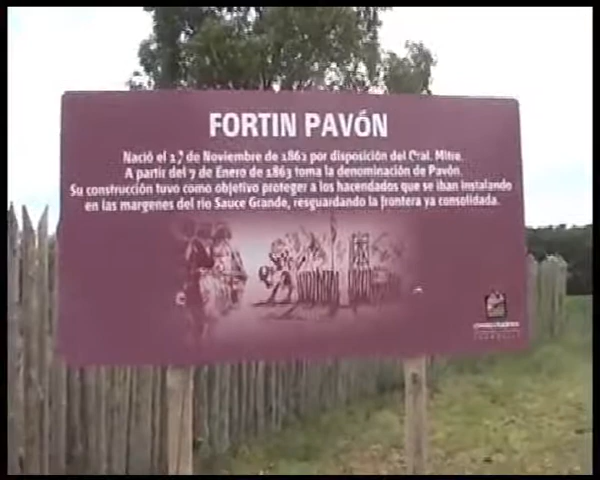 FORTIN PAVÓN
Nació el de Noviembre de 1862 por disposición del Gral. Mitre.
A partir del 7 de Enero de 1863 toma la denominación de Pavón.
Su construcción tuvo como objetivo proteger a los hacendados que se iban instalando
en las margenes del rio Sauce Grande, resguardando la frontera ya consolidada.